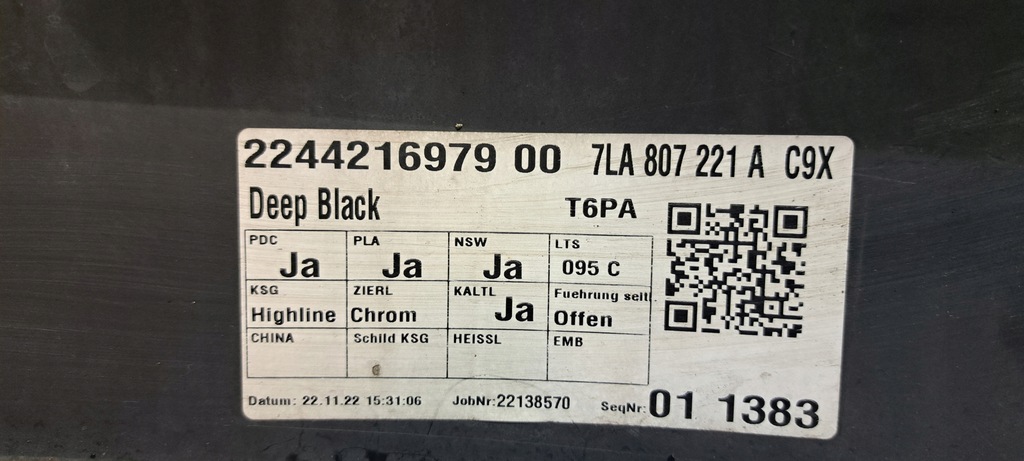 2244216979 00 7LA 807 221 A C9X
Deep Black T6PA
PDC PLA NSW LTS
Ja Ja Ja 095 C
KSG ZIERL KALTL Fuehrung seitl.
Highline Chrom Ja Offen
CHINA Schild KSG HEISSL EMB
Datum: 22.11.22 15:31:06 JobNr:22138570 SeqNr: 01 1383